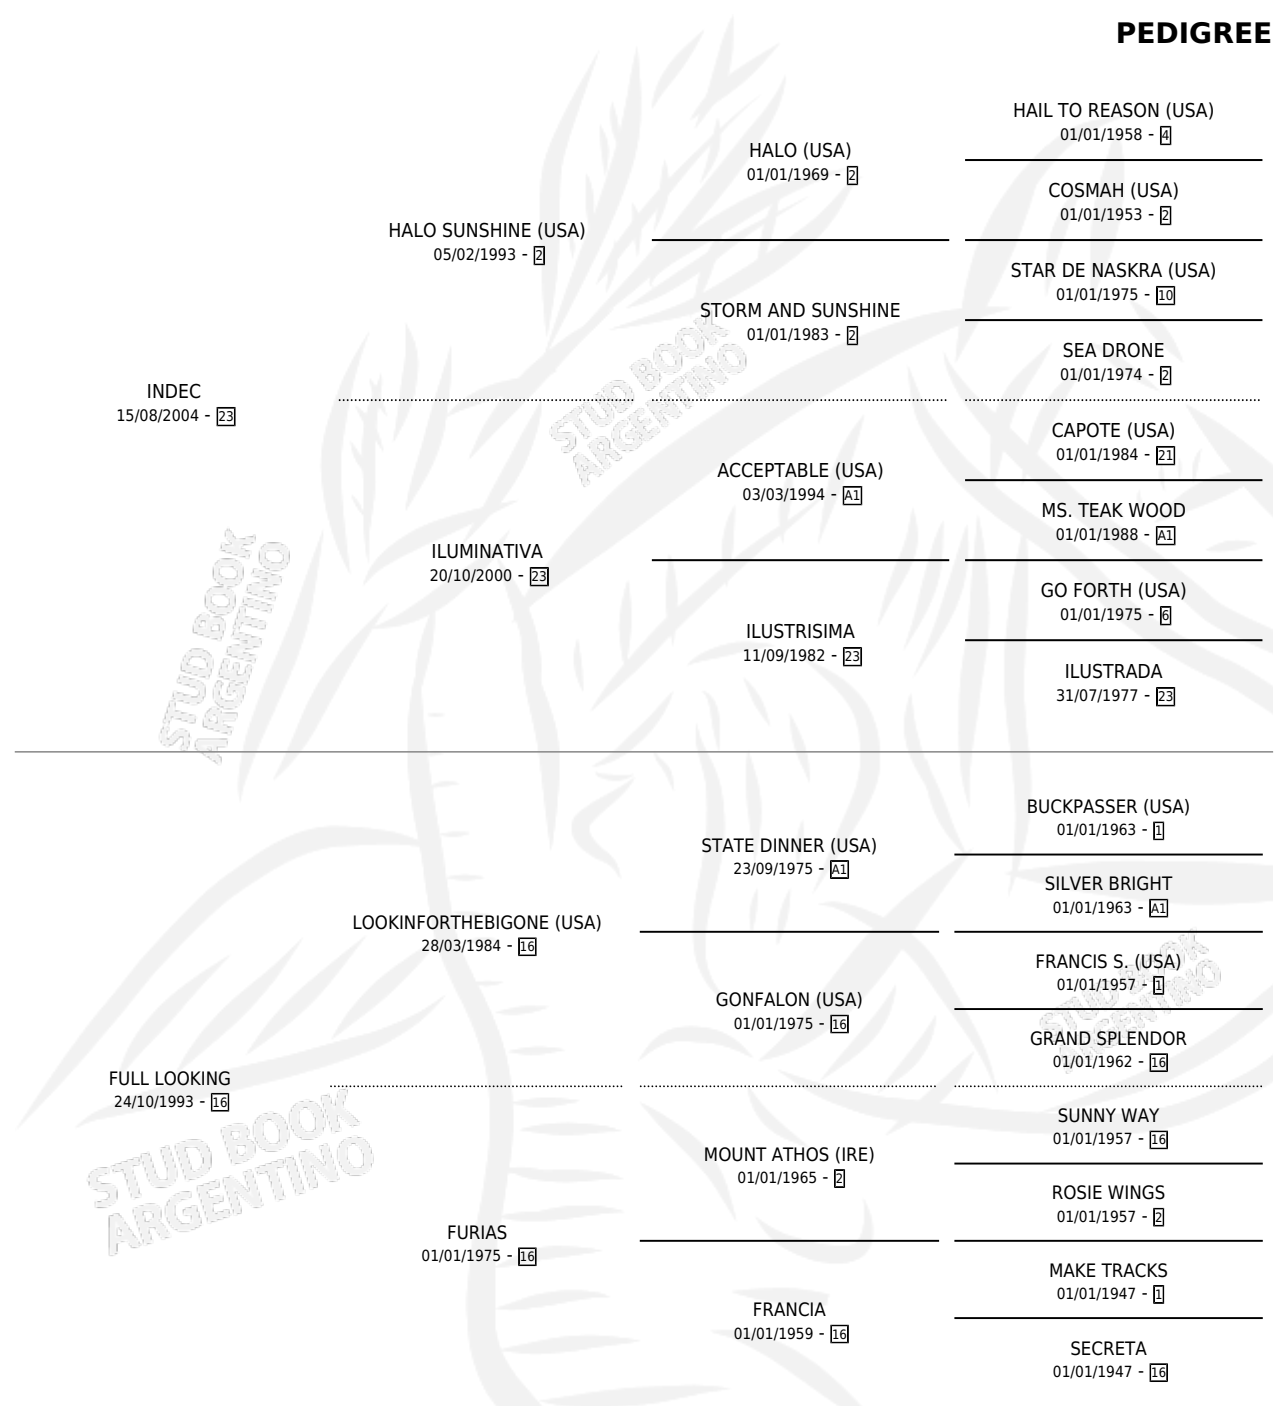 PEDIGREE
HAIL TO REASON (USA)
01/01/1958 - 4
HALO (USA)
01/01/1969 - 2
COSMAH (USA)
01/01/1953 - 2
HALO SUNSHINE (USA)
05/02/1993 - 2
STAR DE NASKRA (USA)
01/01/1975 - 10
STORM AND SUNSHINE
01/01/1983 - 2
SEA DRONE
01/01/1974 - 2
INDEC
15/08/2004 - 23
CAPOTE (USA)
01/01/1984 - 21
ACCEPTABLE (USA)
03/03/1994 - A1
MS. TEAK WOOD
01/01/1988 - A1
ILUMINATIVA
20/10/2000 - 23
GO FORTH (USA)
01/01/1975 - 6
ILUSTRISIMA
11/09/1982 - 23
ILUSTRADA
31/07/1977 - 23
BUCKPASSER (USA)
01/01/1963 - 1
STATE DINNER (USA)
23/09/1975 - A1
SILVER BRIGHT
01/01/1963 - A1
LOOKINFORTHEBIGONE (USA)
28/03/1984 - 16
FRANCIS S. (USA)
01/01/1957 - 1
GONFALON (USA)
01/01/1975 - 16
GRAND SPLENDOR
01/01/1962 - 16
FULL LOOKING
24/10/1993 - 16
SUNNY WAY
01/01/1957 - 16
MOUNT ATHOS (IRE)
01/01/1965 - 2
ROSIE WINGS
01/01/1957 - 2
FURIAS
01/01/1975 - 16
MAKE TRACKS
01/01/1947 - 1
FRANCIA
01/01/1959 - 16
SECRETA
01/01/1947 - 16
STUD BOOK
ARGENTINO
STUD BOOK
ARGENTINO
STUD BOOK
ARGENTINO
STUD BOOK
ARGENTINO